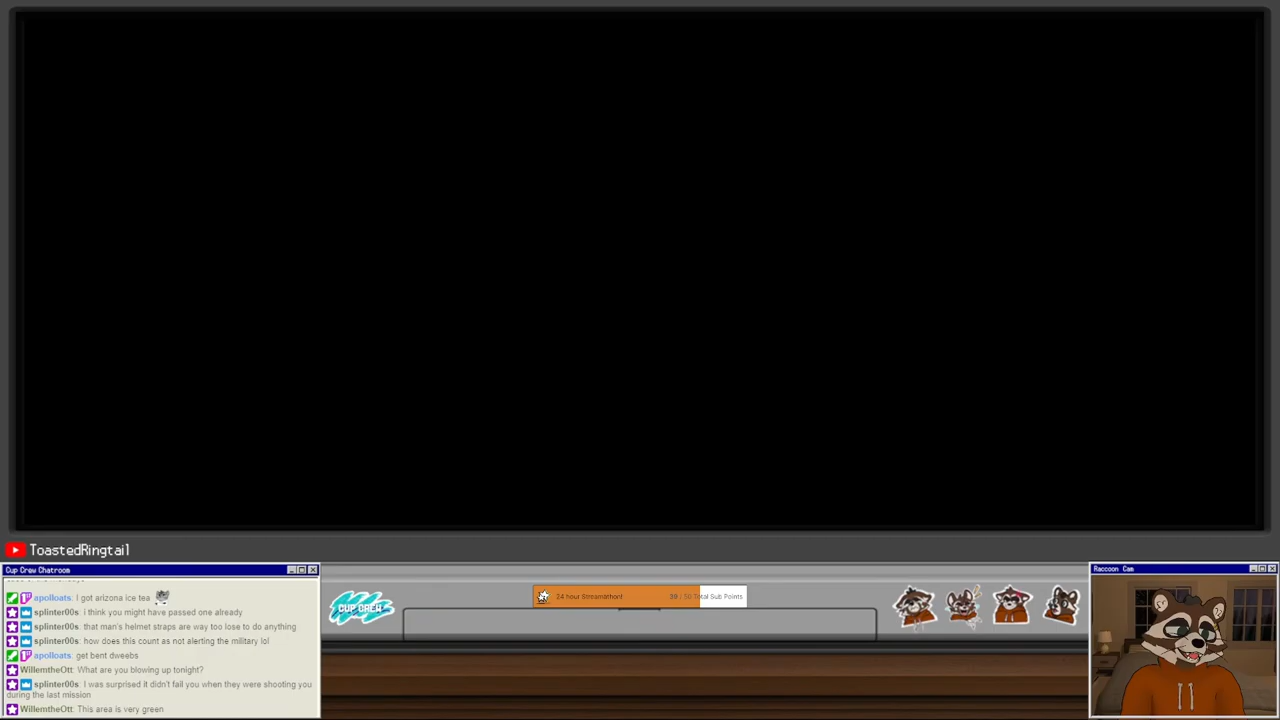 ToastedRingtail
Cup Crew Chatroom
apolloats: I got arizona ice tea
splinter00s: i think you might have passed one already
splinter00s: that man's helmet straps are way too lose to do anything
splinter00s: how does this count as not alerting the military lol
apolloats: get bent dweebs
WillemtheOtt: What are you blowing up tonight?
splinter00s: I was surprised it didn't fail you when they were shooting you
during the last mission
WillemtheOtt: This area is very green
CUP CREW
24 hour Streamathon!
39 / 50 Total Sub Points
Raccoon Cam